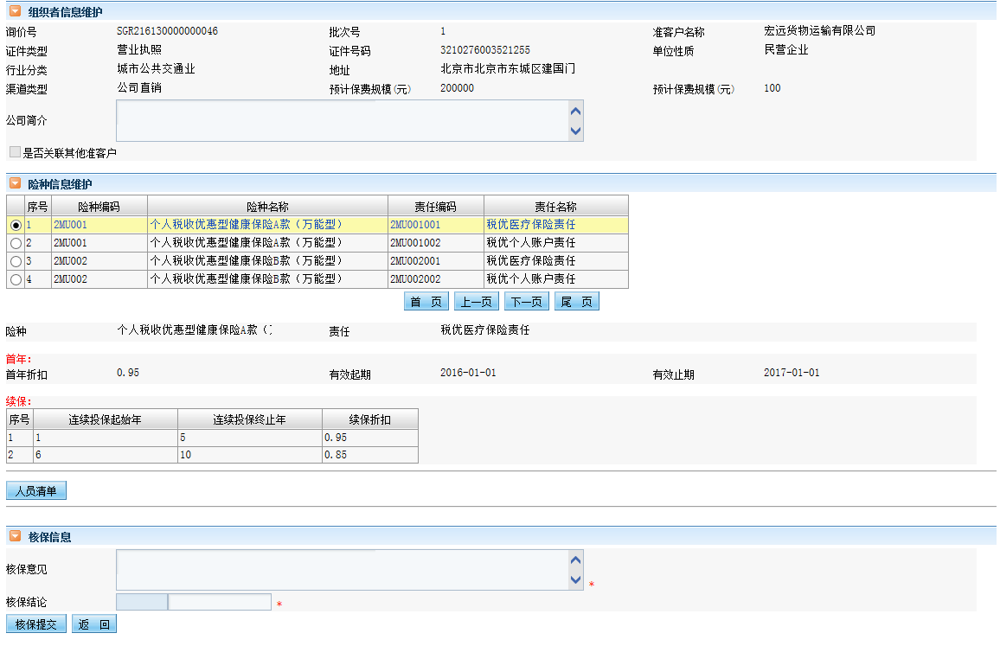 组织者信息维护
询价号 SGR216130000000046 批次号 1 准客户名称 宏远货物运输有限公司
证件类型 营业执照 证件号码 3210276003521255 单位性质 民营企业
行业分类 城市公共交通业 地址 北京市北京市东城区建国门
渠道类型 公司直销 预计保费规模(元) 200000 预计保费规模(元) 100
公司简介
是否关联其他准客户
险种信息维护
序号 险种编码 险种名称 责任编码 责任名称
1 2MU001 个人税收优惠型健康保险A款（万能型） 2MU001001 税优医疗保险责任
2 2MU001 个人税收优惠型健康保险A款（万能型） 2MU001002 税优个人账户责任
3 2MU002 个人税收优惠型健康保险B款（万能型） 2MU002001 税优医疗保险责任
4 2MU002 个人税收优惠型健康保险B款（万能型） 2MU002002 税优个人账户责任
首 页 上一页 下一页 尾 页
险种 个人税收优惠型健康保险A款（ 责任 税优医疗保险责任
首年:
首年折扣 0.95 有效起期 2016-01-01 有效止期 2017-01-01
续保:
序号 连续投保起始年 连续投保终止年 续保折扣
1 1 5 0.95
2 6 10 0.85
人员清单
核保信息
核保意见 *
核保结论 *
核保提交 返 回